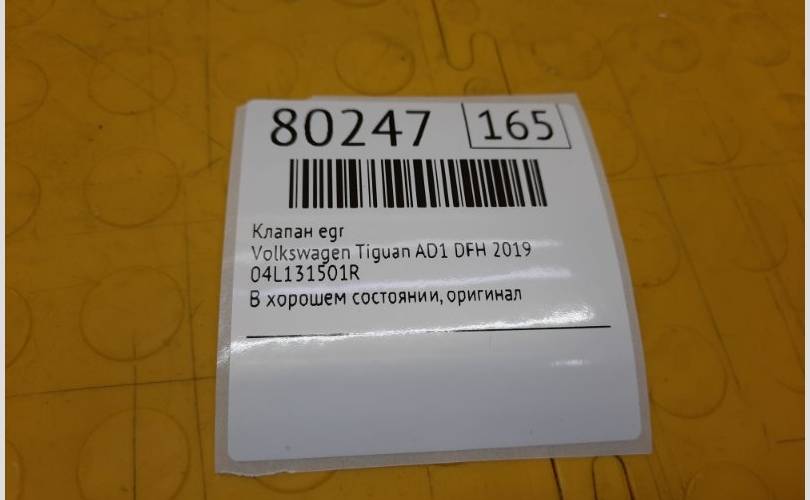 80247 165
Клапан egr
Volkswagen Tiguan AD1 DFH 2019
04L131501R
В хорошем состоянии, оригинал